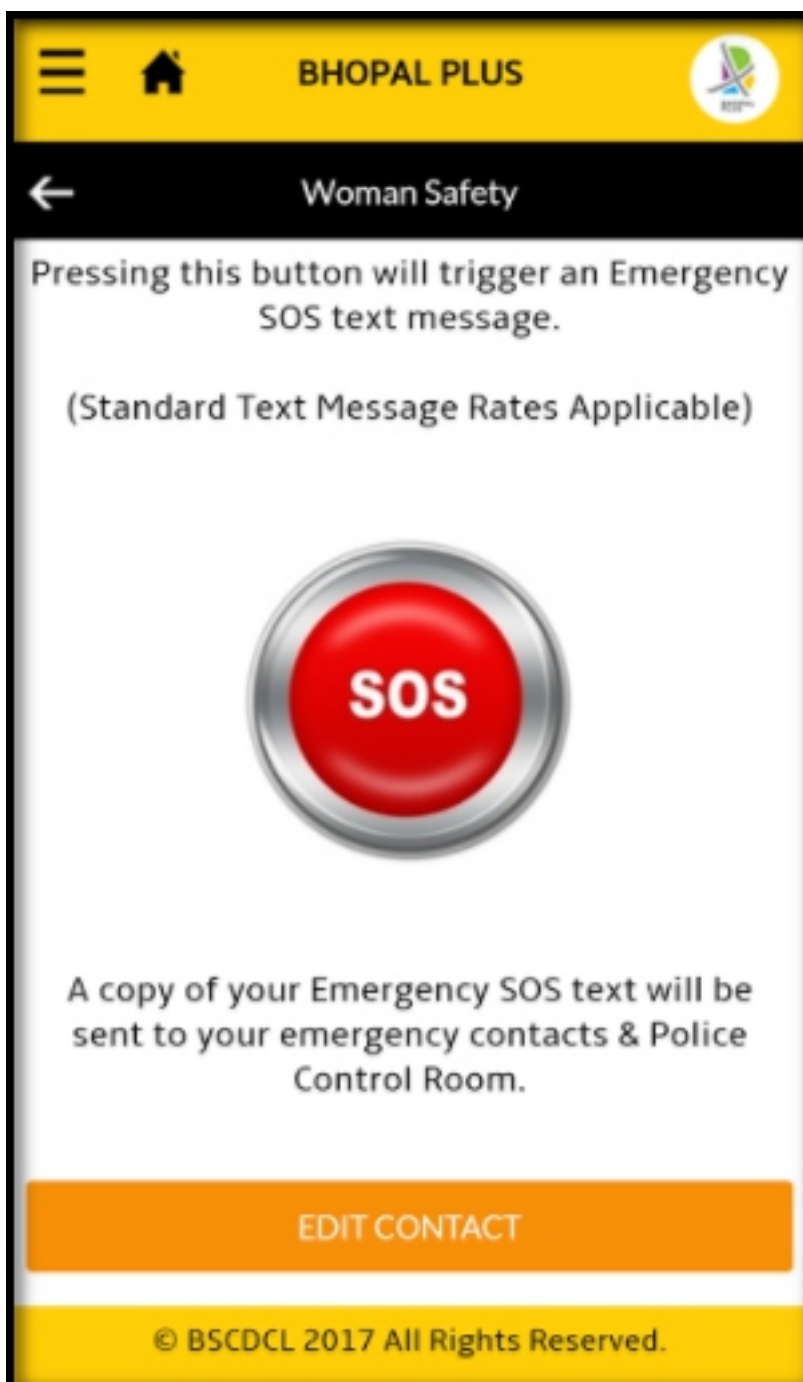 BHOPAL PLUS
Woman Safety
Pressing this button will trigger an Emergency
SOS text message.
(Standard Text Message Rates Applicable)
SOS
A copy of your Emergency SOS text will be
sent to your emergency contacts & Police
Control Room.
EDIT CONTACT
© BSCDCL 2017 All Rights Reserved.